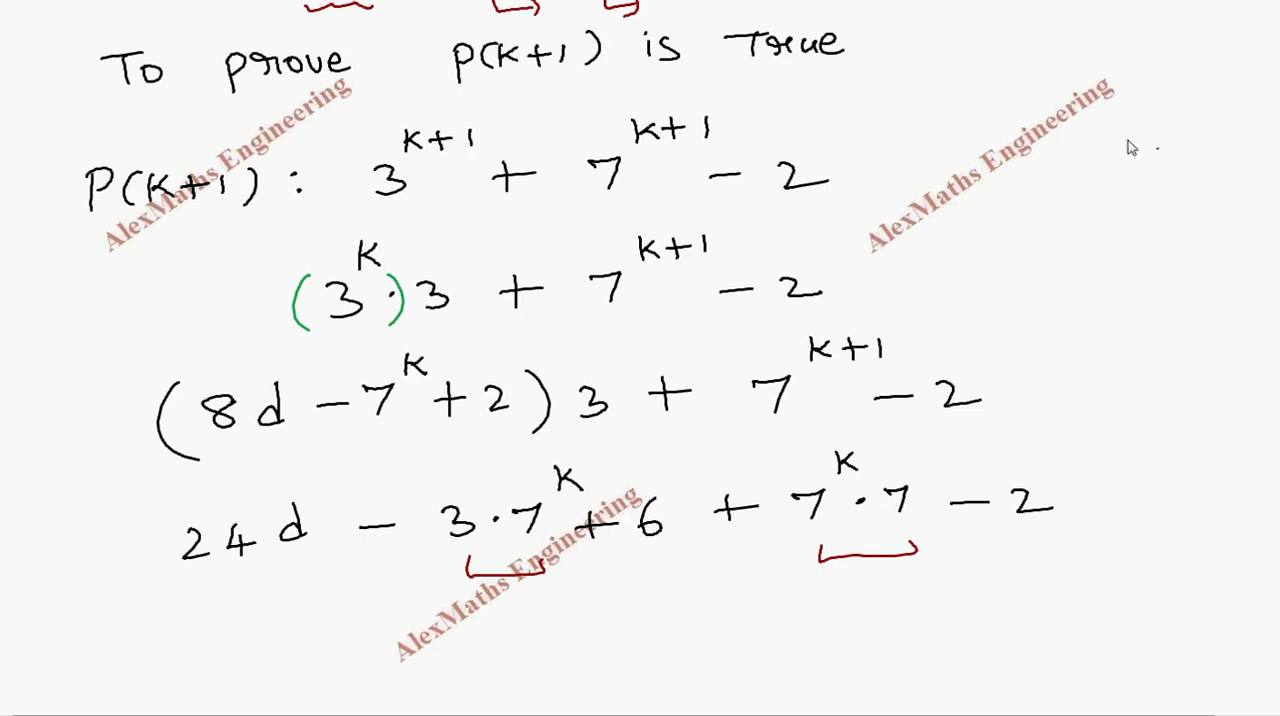 To prove P(k+1) is True
P(k+1) : 3^{k+1} + 7^{k+1} - 2
(3^k ·) 3 + 7^{k+1} - 2
(8d - 7^k + 2) 3 + 7^{k+1} - 2
24d - 3·7^k + 6 + 7^k · 7 - 2
AlexMaths Engineering
AlexMaths Engineering
AlexMaths Engineering